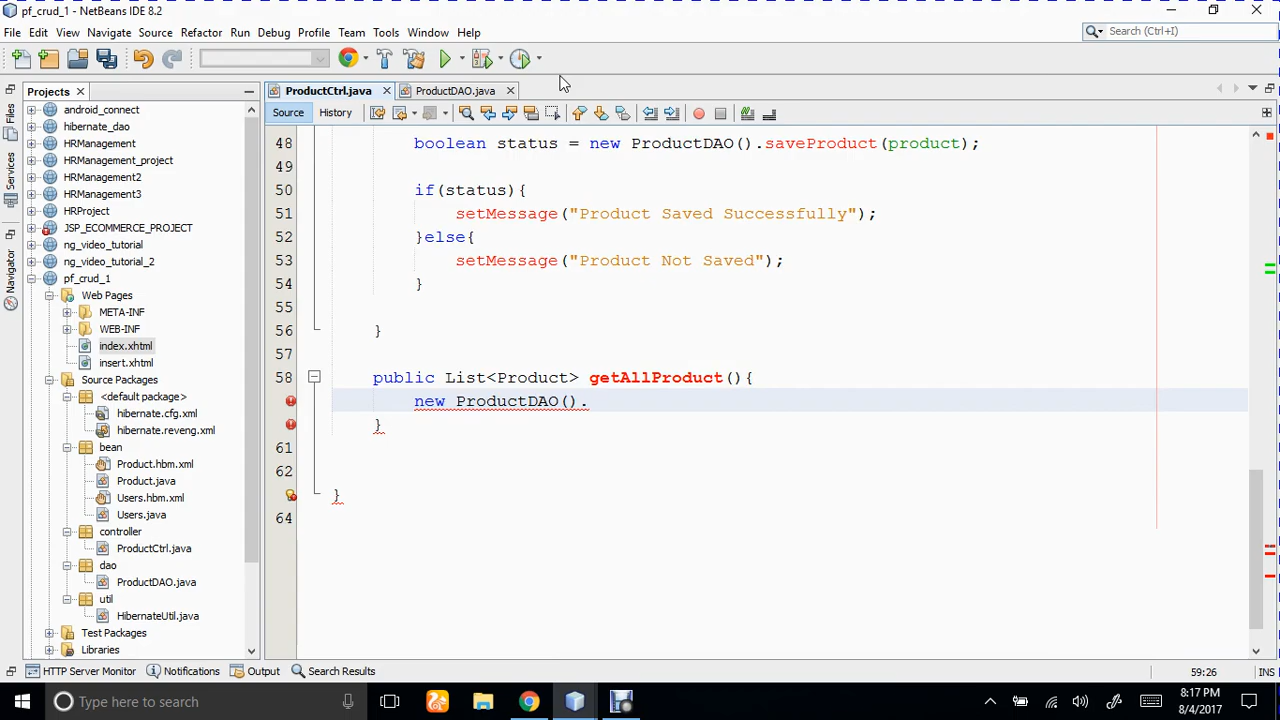 pf_crud_1 - NetBeans IDE 8.2
File Edit View Navigate Source Refactor Run Debug Profile Team Tools Window Help
Search (Ctrl+I)
Projects
ProductCtrl.java
ProductDAO.java
Source History
Files
Services
Navigator
android_connect
hibernate_dao
HRManagement
HRManagement_project
HRManagement2
HRManagement3
HRProject
JSP_ECOMMERCE_PROJECT
ng_video_tutorial
ng_video_tutorial_2
pf_crud_1
Web Pages
META-INF
WEB-INF
index.xhtml
insert.xhtml
Source Packages
<default package>
hibernate.cfg.xml
hibernate.reveng.xml
bean
Product.hbm.xml
Product.java
Users.hbm.xml
Users.java
controller
ProductCtrl.java
dao
ProductDAO.java
util
HibernateUtil.java
Test Packages
Libraries
48 boolean status = new ProductDAO().saveProduct(product);
49
50 if(status){
51 setMessage("Product Saved Successfully");
52 }else{
53 setMessage("Product Not Saved");
54 }
55
56 }
57
58 public List<Product> getAllProduct(){
new ProductDAO().
}
61
62
}
64
HTTP Server Monitor Notifications Output Search Results
59:26 INS
Type here to search
8:17 PM
8/4/2017